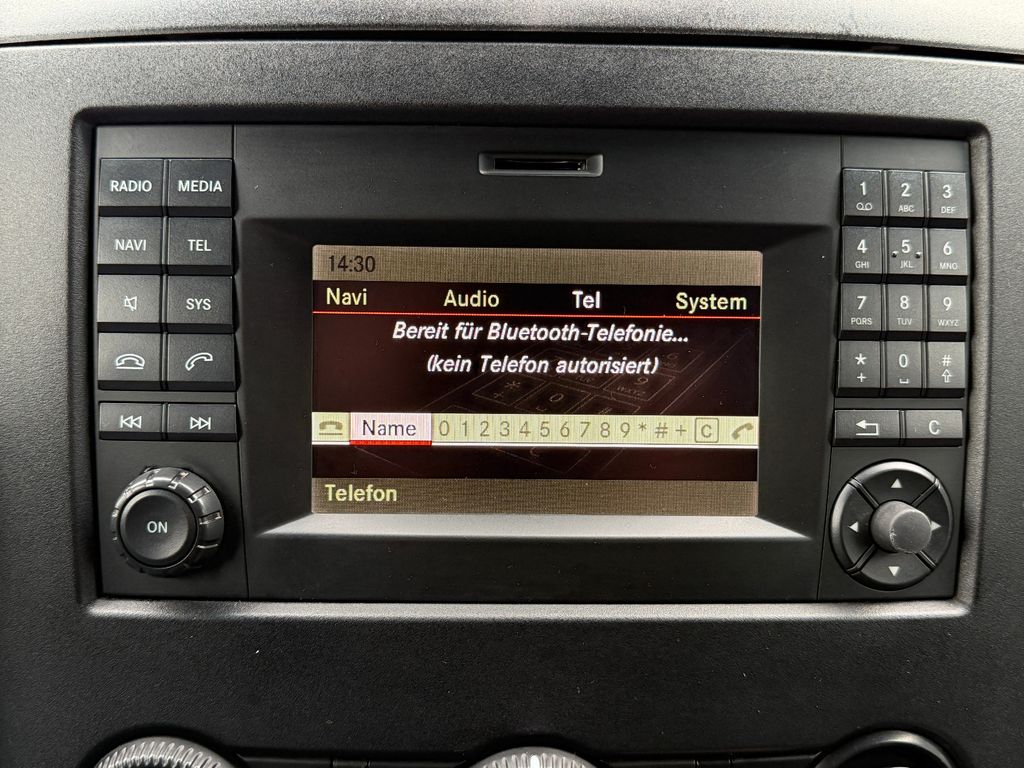 RADIO MEDIA
NAVI TEL
SYS
ON
14:30
Navi Audio Tel System
Bereit für Bluetooth-Telefonie...
(kein Telefon autorisiert)
Name 0 1 2 3 4 5 6 7 8 9 * # + C
Telefon
1 2 3
ABC DEF
4 5 6
GHI JKL MNO
7 8 9
PQRS TUV WXYZ
* 0 #
+
C